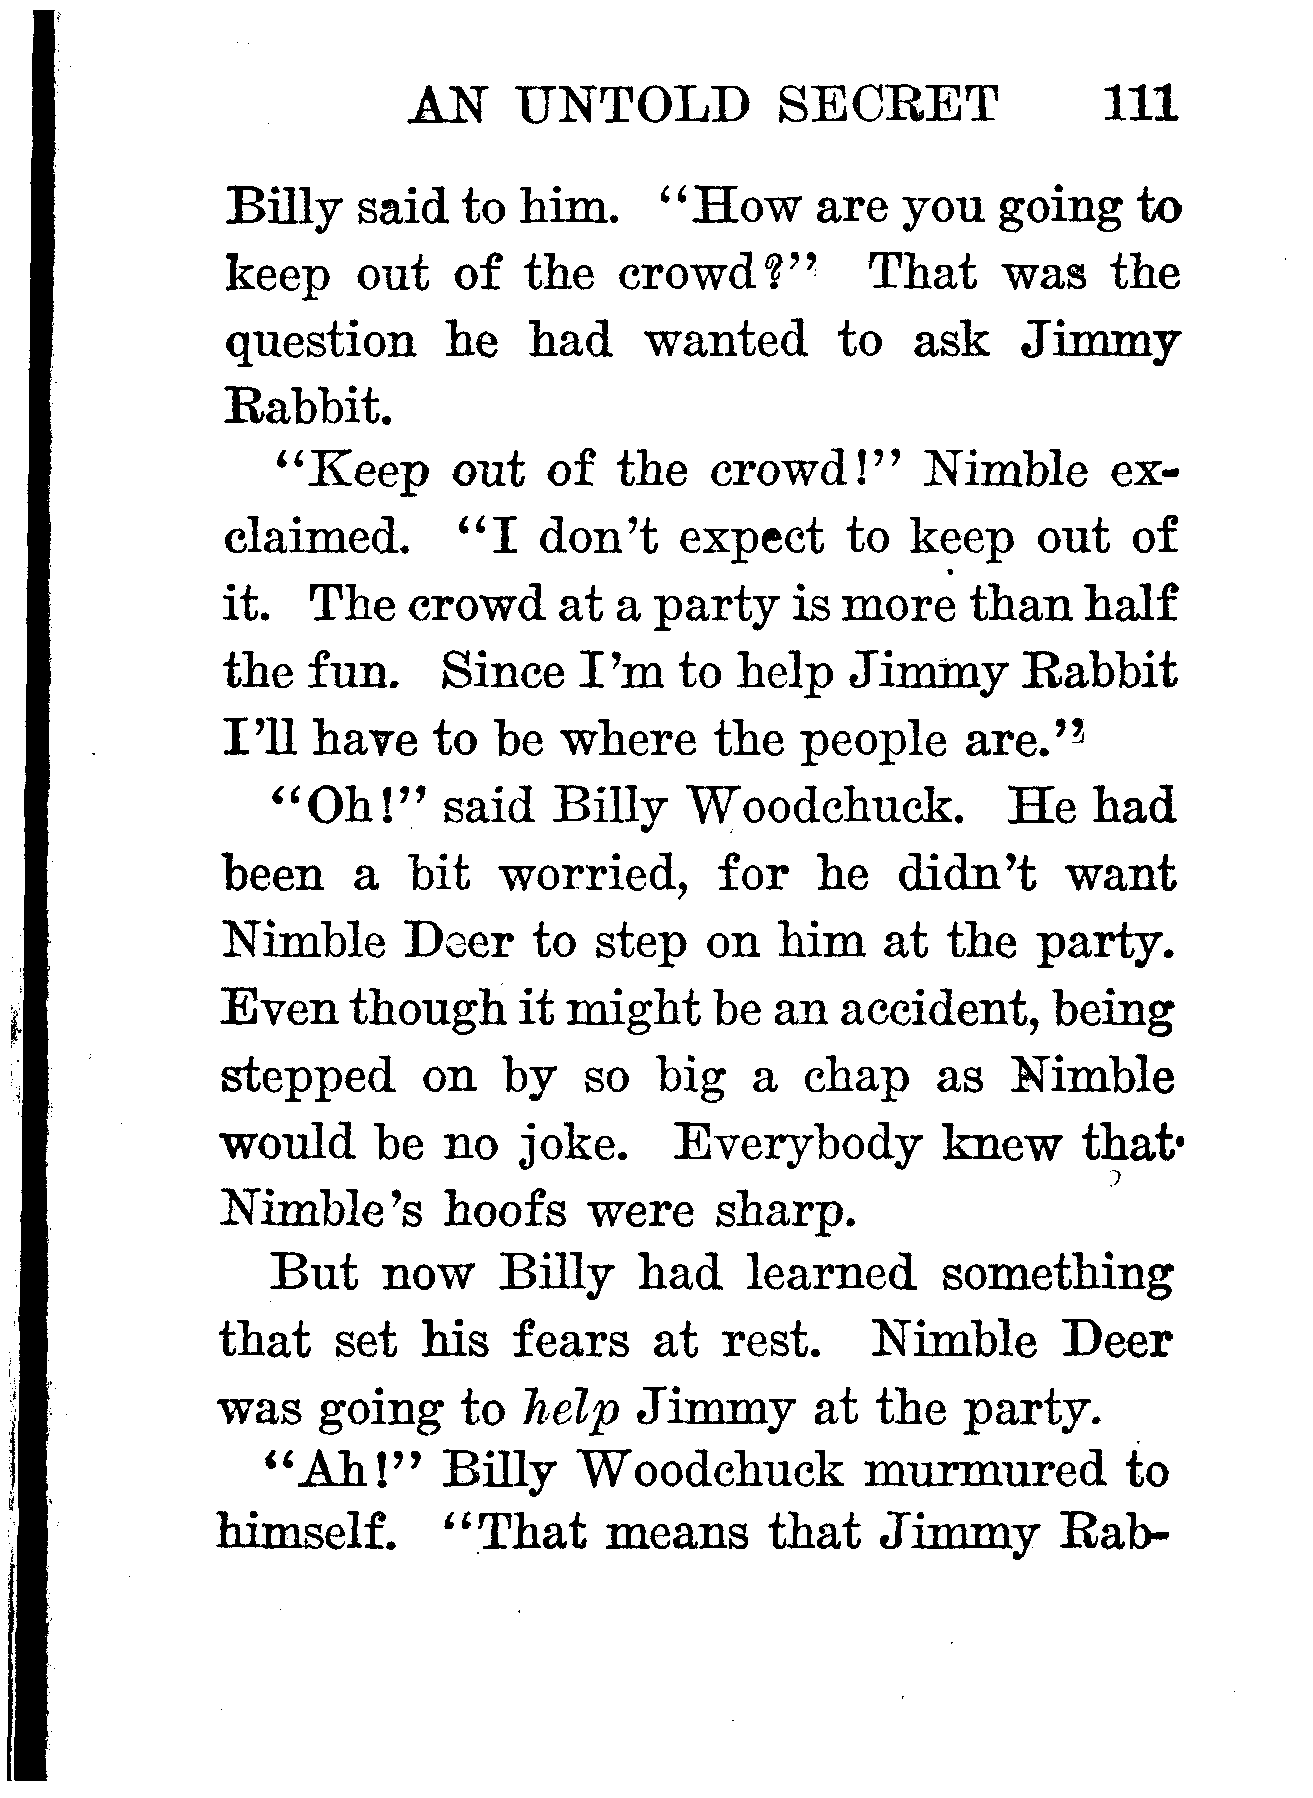 AN UNTOLD SECRET 111
Billy said to him. "How are you going to
keep out of the crowd?" That was the
question he had wanted to ask Jimmy
Rabbit.
"Keep out of the crowd!" Nimble ex-
claimed. "I don't expect to keep out of
it. The crowd at a party is more than half
the fun. Since I'm to help Jimmy Rabbit
I'll have to be where the people are."
"Oh!" said Billy Woodchuck. He had
been a bit worried, for he didn't want
Nimble Deer to step on him at the party.
Even though it might be an accident, being
stepped on by so big a chap as Nimble
would be no joke. Everybody knew that
Nimble's hoofs were sharp.
But now Billy had learned something
that set his fears at rest. Nimble Deer
was going to help Jimmy at the party.
"Ah!" Billy Woodchuck murmured to
himself. "That means that Jimmy Rab-